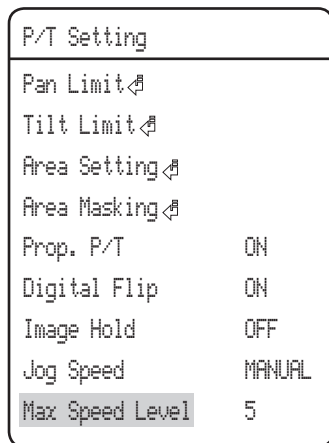 P/T Setting
Pan Limit⏎
Tilt Limit⏎
Area Setting⏎
Area Masking⏎
Prop. P/T ON
Digital Flip ON
Image Hold OFF
Jog Speed MANUAL
Max Speed Level 5